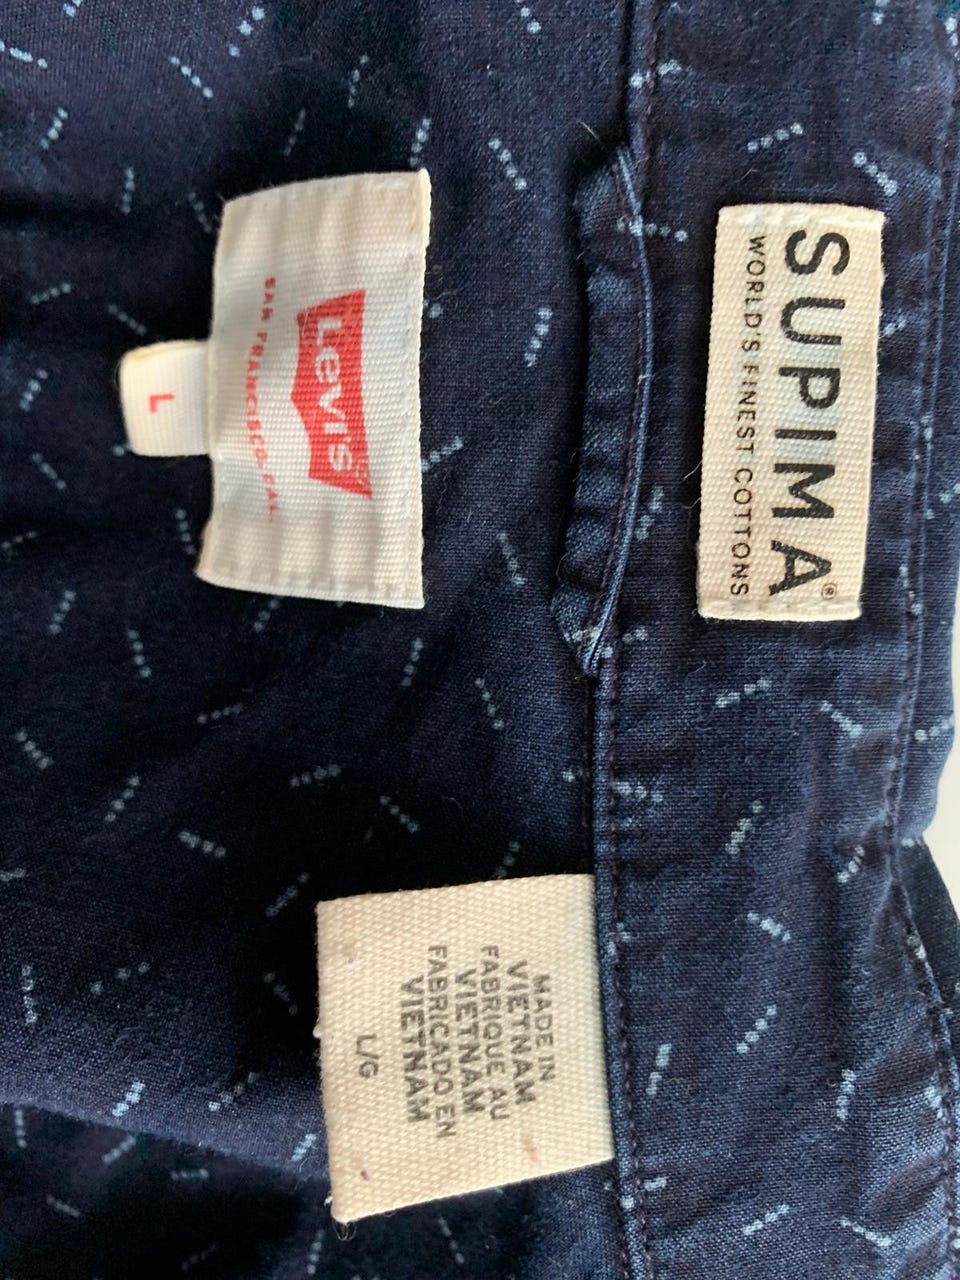 SUPIMA®
WORLD'S FINEST COTTONS
Levi's
SAN FRANCISCO, CAL.
L
MADE IN
VIETNAM
FABRIQUE AU
VIETNAM
FABRICADO EN
VIETNAM
L/G